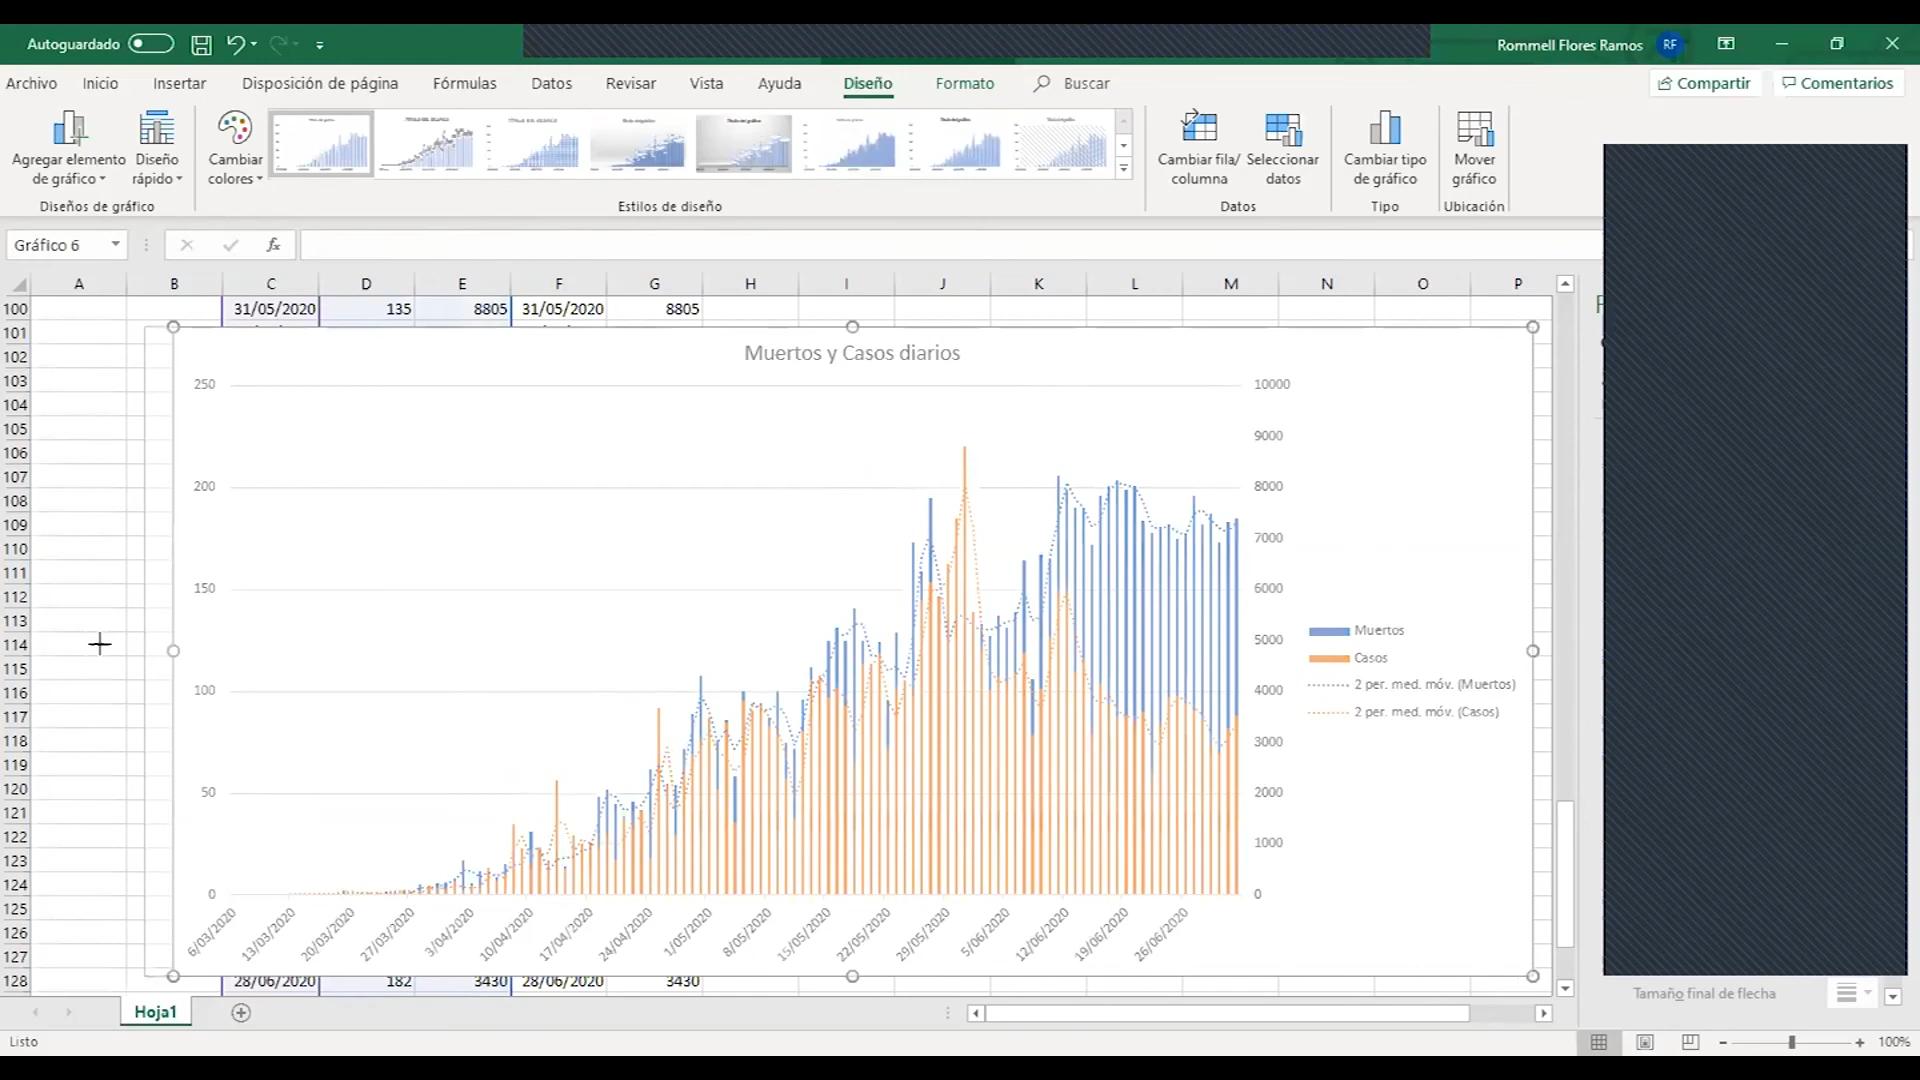 Autoguardado
Rommell Flores Ramos RF
Archivo Inicio Insertar Disposición de página Fórmulas Datos Revisar Vista Ayuda Diseño Formato Buscar Compartir Comentarios
Agregar elemento de gráfico
Diseño rápido
Cambiar colores
Cambiar fila/ columna
Seleccionar datos
Cambiar tipo de gráfico
Mover gráfico
Diseños de gráfico Estilos de diseño Datos Tipo Ubicación
Gráfico 6 fx
A B C D E F G H I J K L M N O P
100 31/05/2020 135 8805 31/05/2020 8805
101
102
103
104
105
106
107
108
109
110
111
112
113
114
115
116
117
118
119
120
121
122
123
124
125
126
127
128 28/06/2020 182 3430 28/06/2020 3430
Muertos y Casos diarios
250
200
150
100
50
0
10000
9000
8000
7000
6000
5000
4000
3000
2000
1000
0
6/03/2020 13/03/2020 20/03/2020 27/03/2020 3/04/2020 10/04/2020 17/04/2020 24/04/2020 1/05/2020 8/05/2020 15/05/2020 22/05/2020 29/05/2020 5/06/2020 12/06/2020 19/06/2020 26/06/2020
Muertos
Casos
2 per. med. móv. (Muertos)
2 per. med. móv. (Casos)
Tamaño final de flecha
Hoja1
Listo
100%